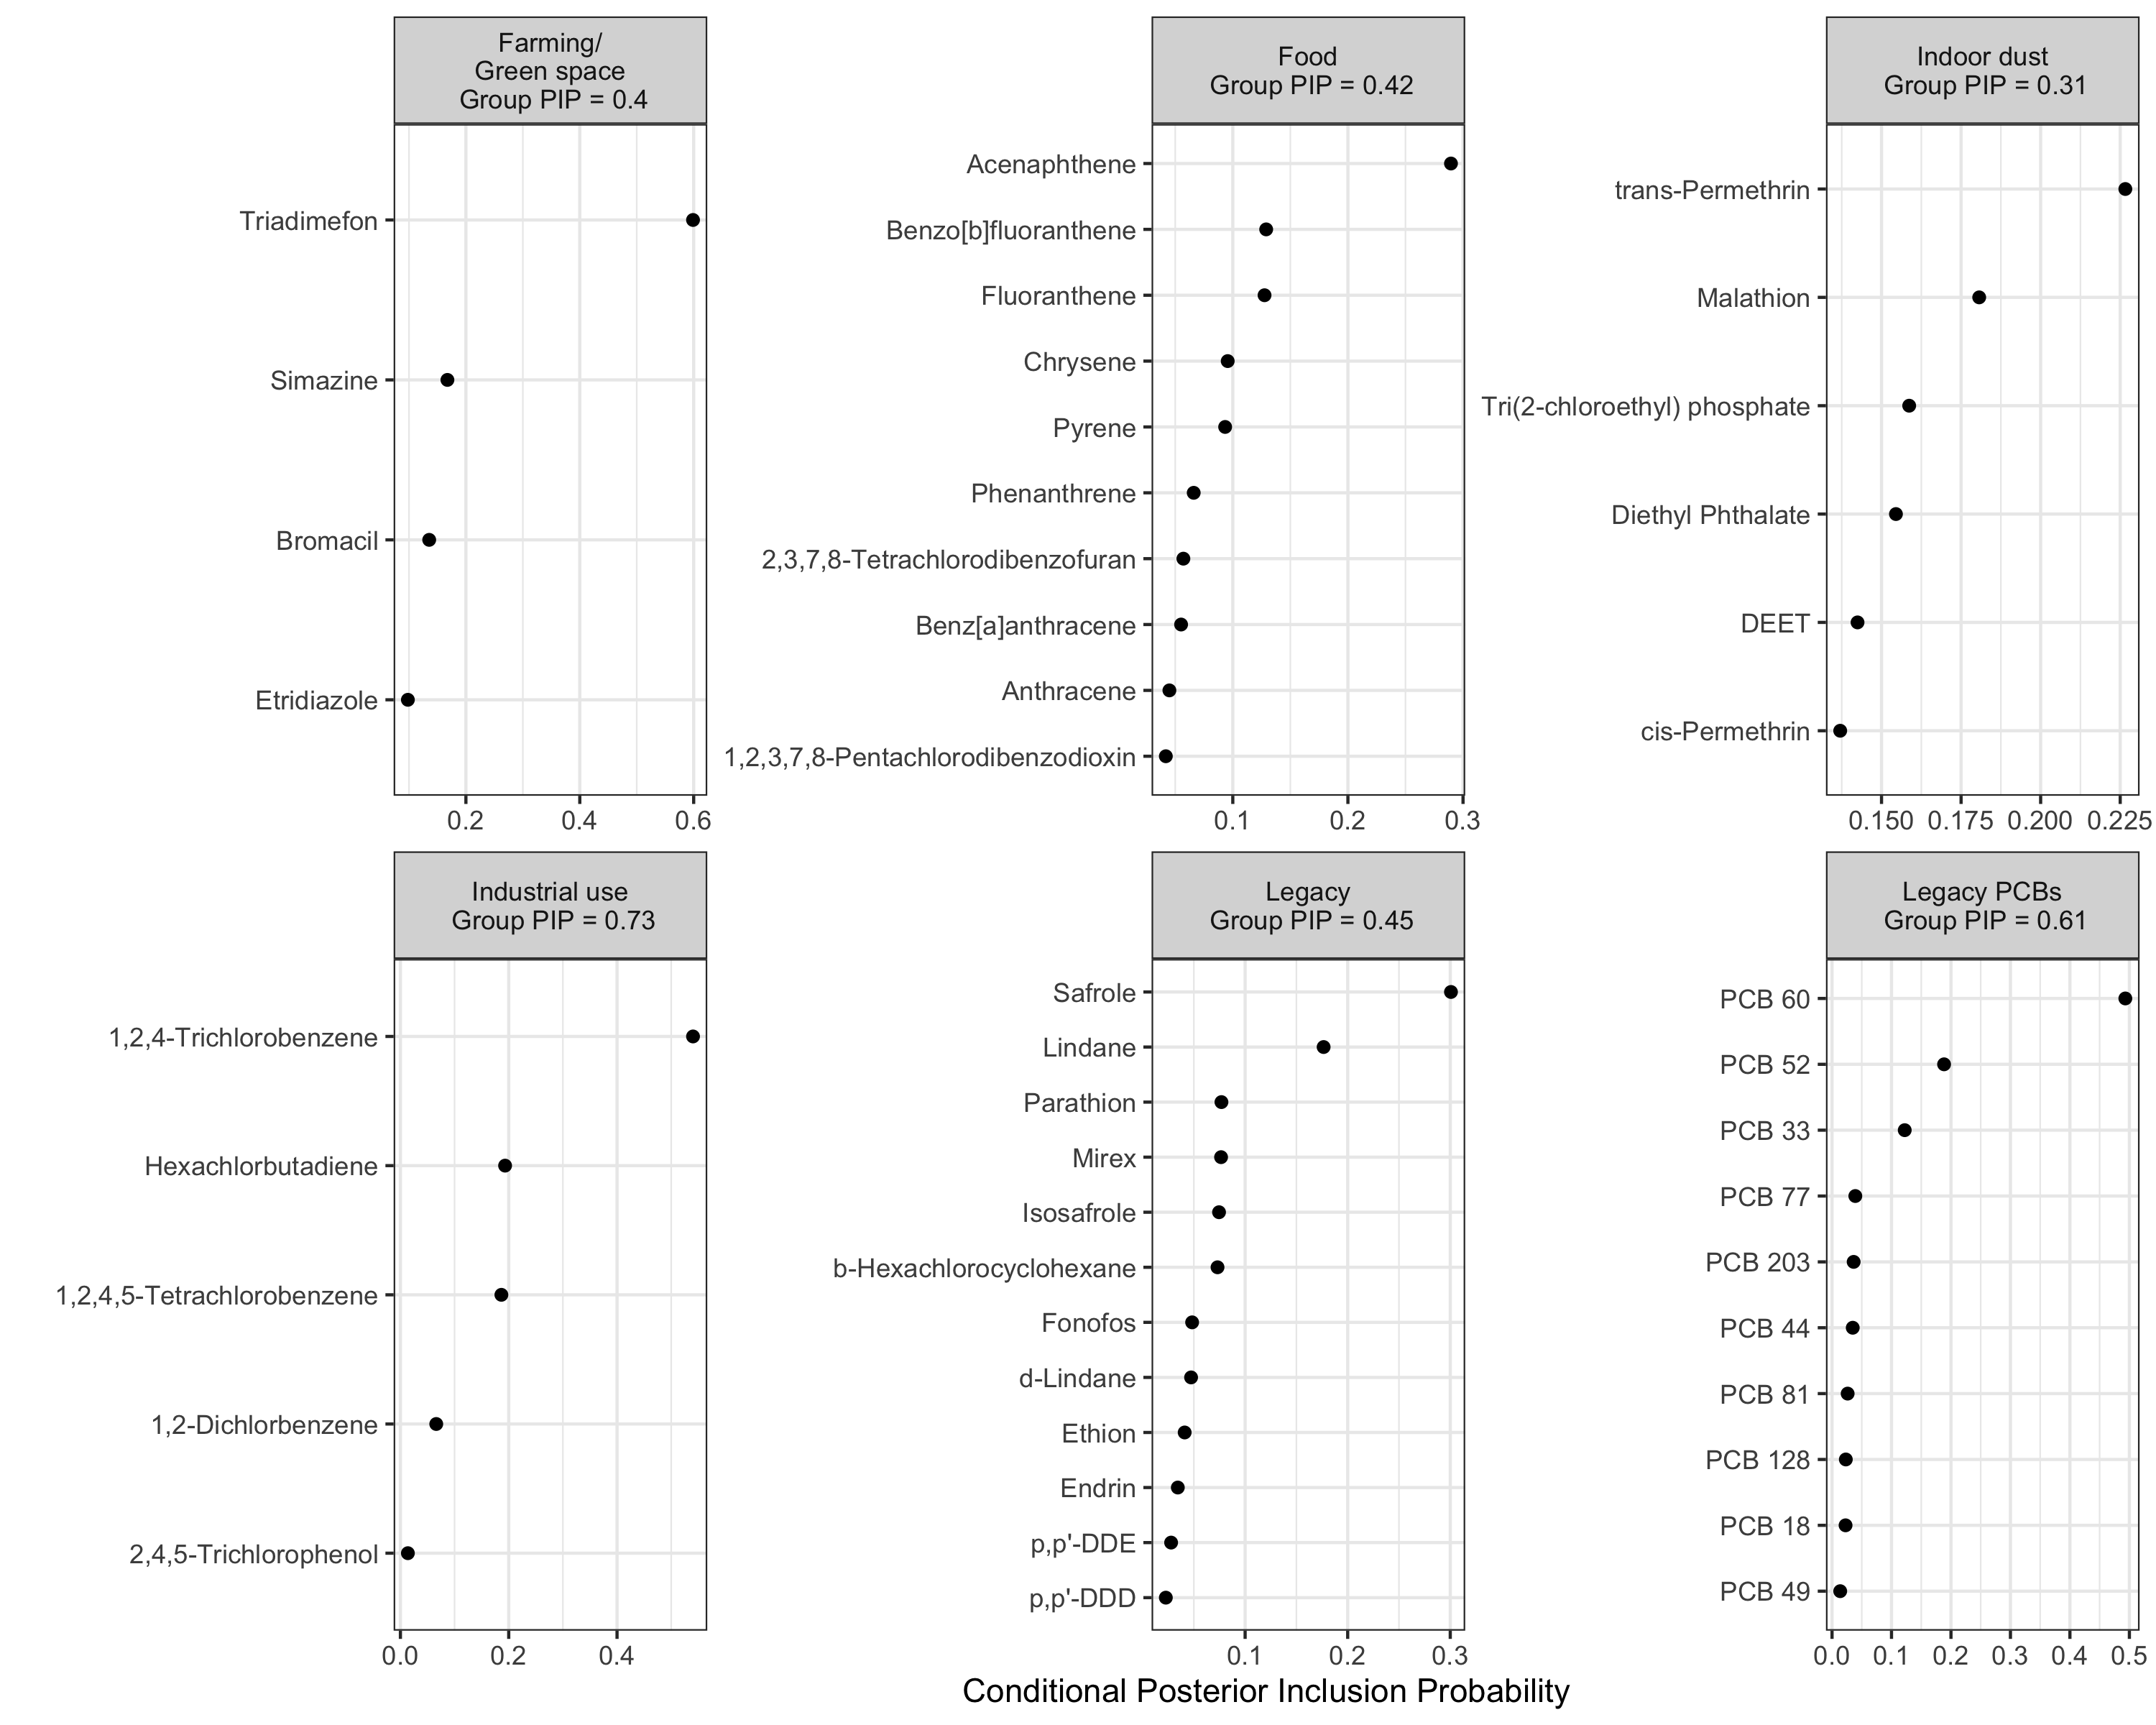 Farming/
Green space
Group PIP = 0.4
Triadimefon
Simazine
Bromacil
Etridiazole
0.2 0.4 0.6
Food
Group PIP = 0.42
Acenaphthene
Benzo[b]fluoranthene
Fluoranthene
Chrysene
Pyrene
Phenanthrene
2,3,7,8-Tetrachlorodibenzofuran
Benz[a]anthracene
Anthracene
1,2,3,7,8-Pentachlorodibenzodioxin
0.1 0.2 0.3
Indoor dust
Group PIP = 0.31
trans-Permethrin
Malathion
Tri(2-chloroethyl) phosphate
Diethyl Phthalate
DEET
cis-Permethrin
0.150 0.175 0.200 0.225
Industrial use
Group PIP = 0.73
1,2,4-Trichlorobenzene
Hexachlorbutadiene
1,2,4,5-Tetrachlorobenzene
1,2-Dichlorbenzene
2,4,5-Trichlorophenol
0.0 0.2 0.4
Legacy
Group PIP = 0.45
Safrole
Lindane
Parathion
Mirex
Isosafrole
b-Hexachlorocyclohexane
Fonofos
d-Lindane
Ethion
Endrin
p,p'-DDE
p,p'-DDD
0.1 0.2 0.3
Legacy PCBs
Group PIP = 0.61
PCB 60
PCB 52
PCB 33
PCB 77
PCB 203
PCB 44
PCB 81
PCB 128
PCB 18
PCB 49
0.0 0.1 0.2 0.3 0.4 0.5
Conditional Posterior Inclusion Probability